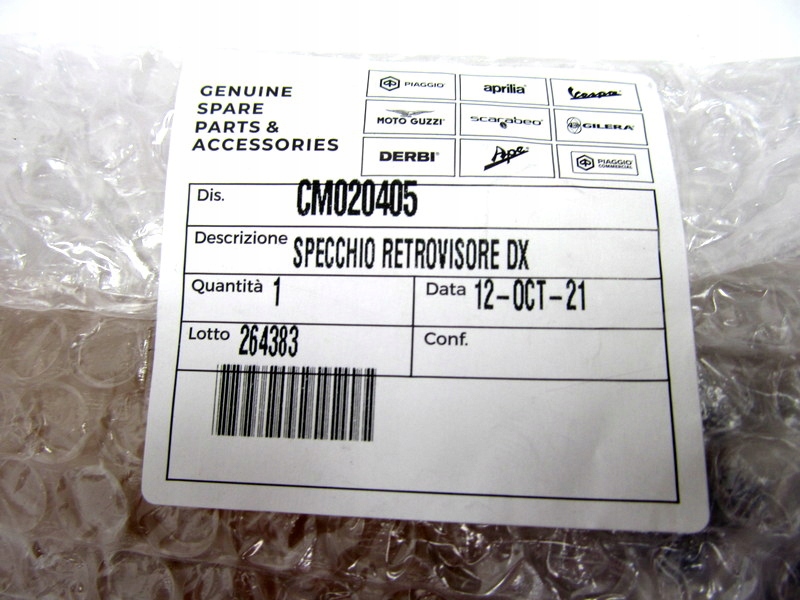 GENUINE
SPARE
PARTS &
ACCESSORIES
PIAGGIO
aprilia
Vespa
MOTO GUZZI
scarabeo
GILERA
DERBI
Ape
PIAGGIO
COMMERCIAL
Dis. CM020405
Descrizione SPECCHIO RETROVISORE DX
Quantità 1
Data 12-OCT-21
Lotto 264383
Conf.